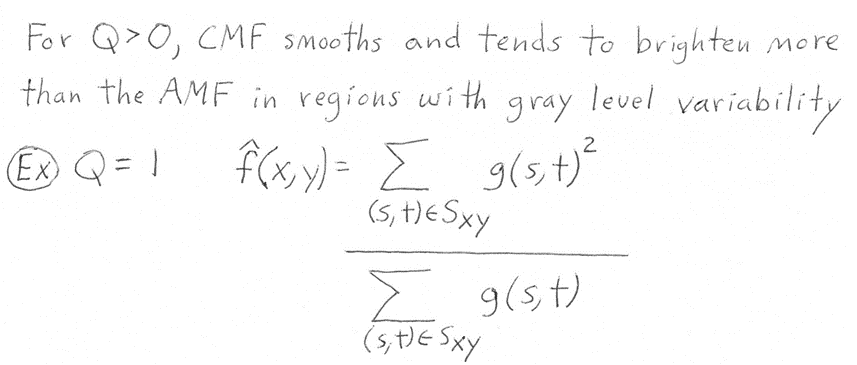 For Q>0, CMF smooths and tends to brighten more
than the AMF in regions with gray level variability
(Ex) Q = 1 f̂(x,y) = Σ g(s,t)²
(s,t)∈Sxy
Σ g(s,t)
(s,t)∈Sxy